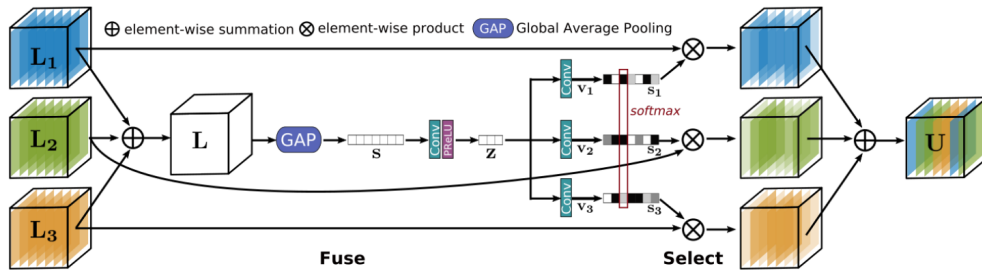 L1
element-wise summation
element-wise product
GAP
Global Average Pooling
Conv
v1
s1
softmax
L2
L
GAP
S
Conv
PReLU
Z
Conv
v2
s2
U
L3
Conv
v3
s3
Fuse
Select